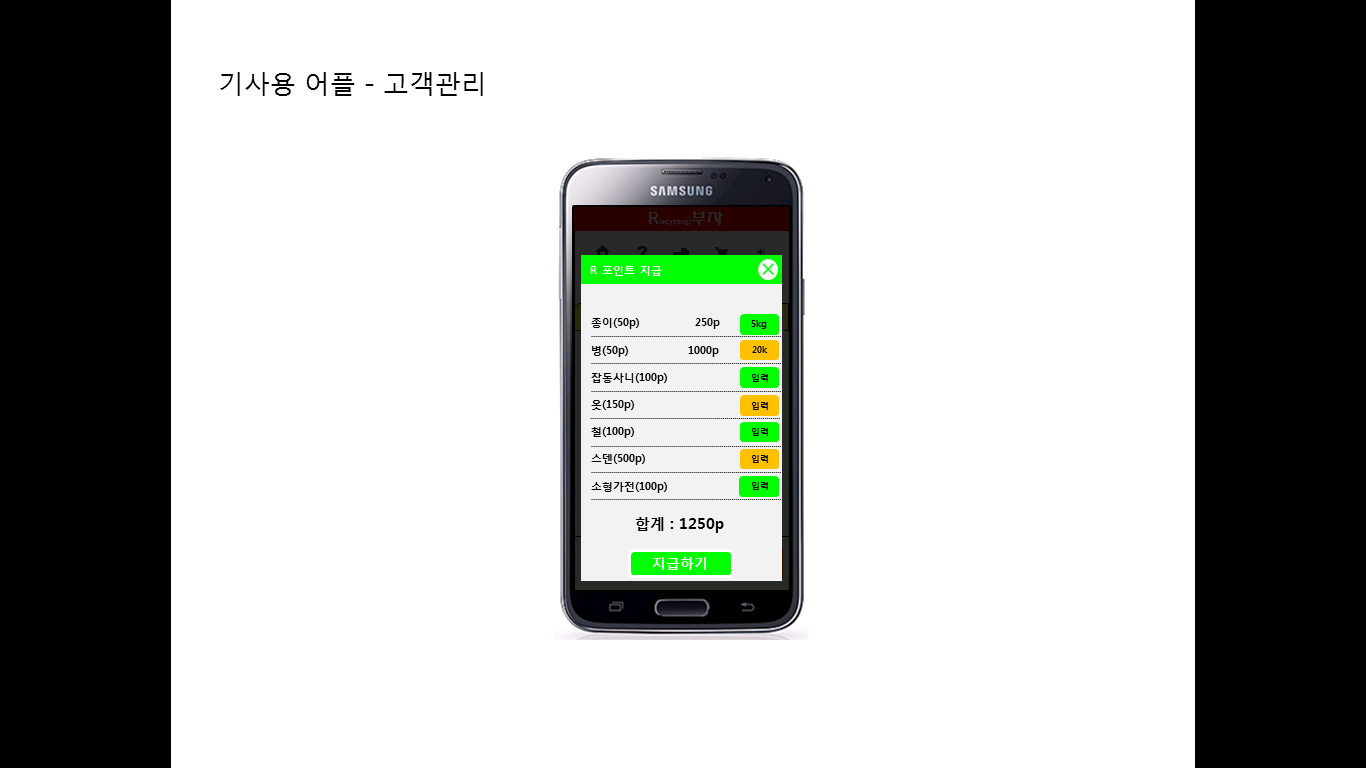 기사용 어플 - 고객관리
SAMSUNG
R(recycling)부자
R 포인트 지급
종이(50p) 250p 5kg
병(50p) 1000p 20k
잡동사니(100p) 입력
옷(150p) 입력
철(100p) 입력
스덴(500p) 입력
소형가전(100p) 입력
합계 : 1250p
지급하기